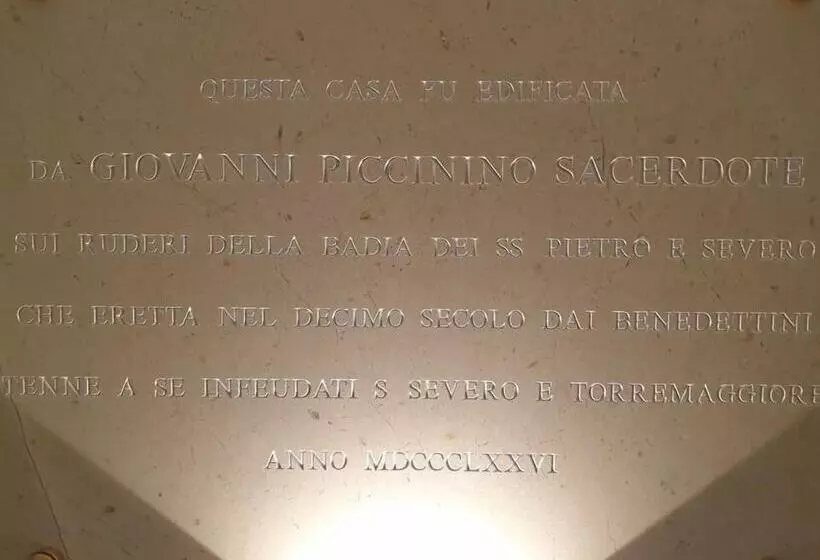 QUESTA CASA FU EDIFICATA
DA GIOVANNI PICCININO SACERDOTE
SUI RUDERI DELLA BADIA DEI SS PIETRO E SEVERO
CHE ERETTA NEL DECIMO SECOLO DAI BENEDETTINI
TENNE A SE INFEUDATI S SEVERO E TORREMAGGIORE
ANNO MDCCCLXXVI